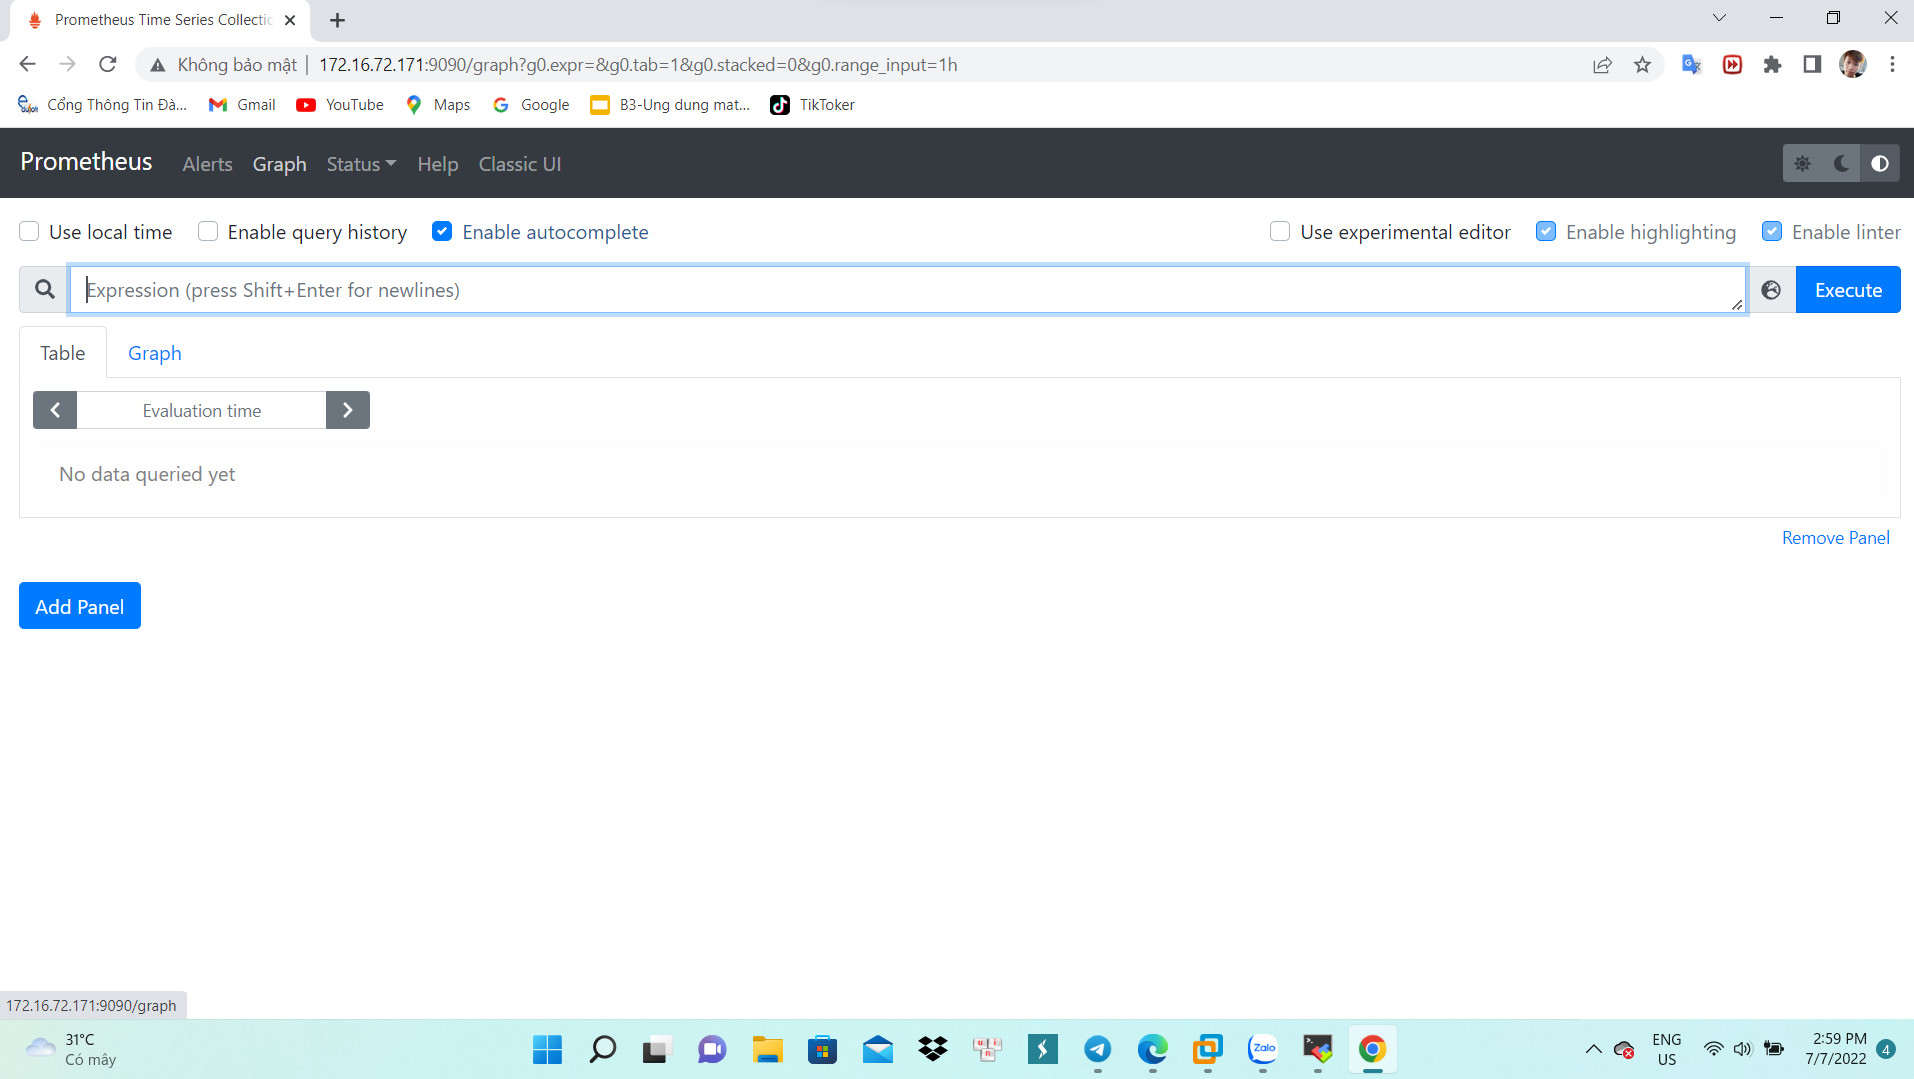 Prometheus Time Series Collectic
Không bảo mật | 172.16.72.171:9090/graph?g0.expr=&g0.tab=1&g0.stacked=0&g0.range_input=1h
Cổng Thông Tin Đà... Gmail YouTube Maps Google B3-Ung dung mat... TikToker
Prometheus Alerts Graph Status Help Classic UI
Use local time Enable query history Enable autocomplete Use experimental editor Enable highlighting Enable linter
Expression (press Shift+Enter for newlines) Execute
Table Graph
Evaluation time
No data queried yet
Remove Panel
Add Panel
172.16.72.171:9090/graph
31°C
Có mây
Zalo
ENG
US
2:59 PM
7/7/2022
4